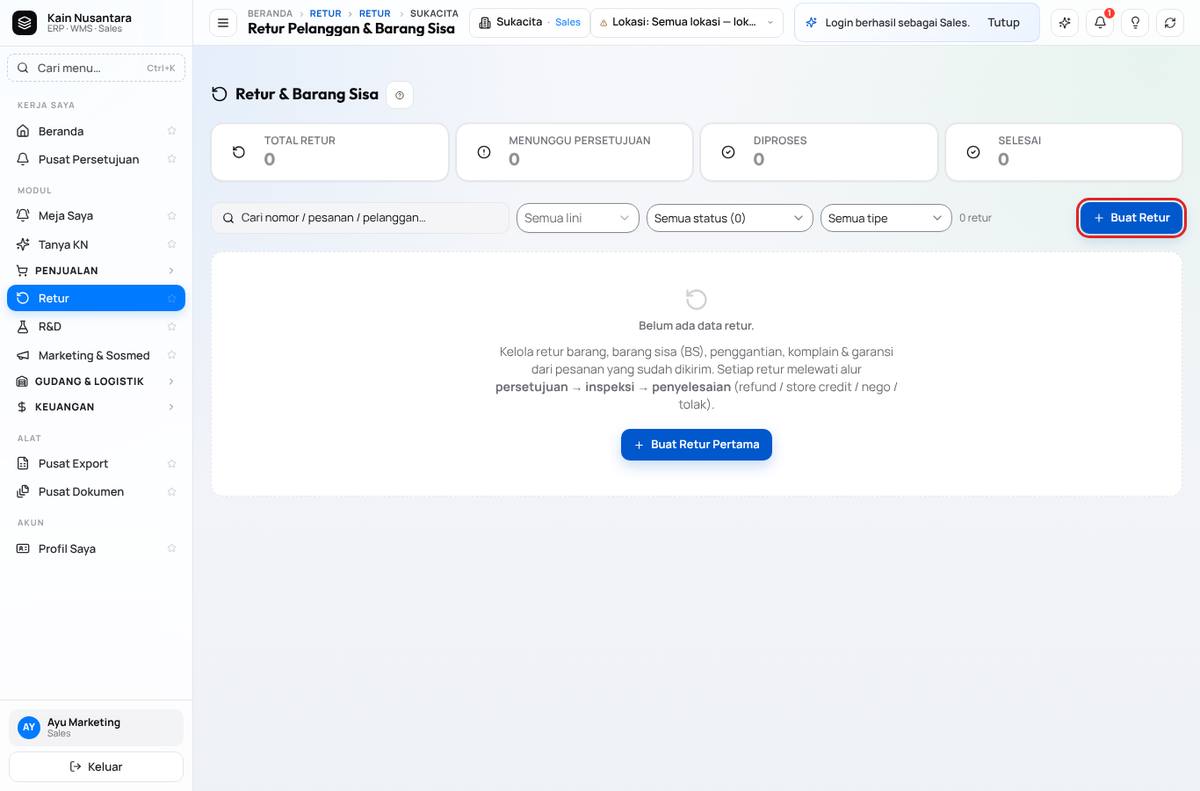 Kain Nusantara
ERP · WMS · Sales
Cari menu... Ctrl+K
KERJA SAYA
Beranda
Pusat Persetujuan
MODUL
Meja Saya
Tanya KN
PENJUALAN
Retur
R&D
Marketing & Sosmed
GUDANG & LOGISTIK
KEUANGAN
ALAT
Pusat Export
Pusat Dokumen
AKUN
Profil Saya
AY
Ayu Marketing
Sales
Keluar
BERANDA > RETUR > RETUR > SUKACITA
Retur Pelanggan & Barang Sisa
Sukacita · Sales
Lokasi: Semua lokasi — lok...
Login berhasil sebagai Sales. Tutup
1
Retur & Barang Sisa
TOTAL RETUR
0
MENUNGGU PERSETUJUAN
0
DIPROSES
0
SELESAI
0
Cari nomor / pesanan / pelanggan...
Semua lini
Semua status (0)
Semua tipe
0 retur
+ Buat Retur
Belum ada data retur.
Kelola retur barang, barang sisa (BS), penggantian, komplain & garansi
dari pesanan yang sudah dikirim. Setiap retur melewati alur
persetujuan → inspeksi → penyelesaian (refund / store credit / nego /
tolak).
+ Buat Retur Pertama